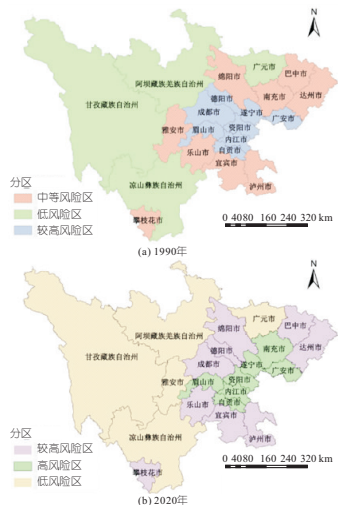 N
广元市
巴中市
阿坝藏族羌族自治州
绵阳市
达州市
甘孜藏族自治州
德阳市
南充市
成都市
遂宁市
广安市
雅安市
眉山市
资阳市
内江市
乐山市
自贡市
宜宾市
凉山彝族自治州
泸州市
攀枝花市
分区
中等风险区
低风险区
较高风险区
0 4080 160 240 320 km
(a) 1990年
N
广元市
巴中市
阿坝藏族羌族自治州
绵阳市
达州市
甘孜藏族自治州
德阳市
南充市
成都市
遂宁市
广安市
雅安市
眉山市
资阳市
内江市
乐山市
自贡市
宜宾市
凉山彝族自治州
泸州市
攀枝花市
分区
较高风险区
高风险区
低风险区
0 4080 160 240 320 km
(b) 2020年